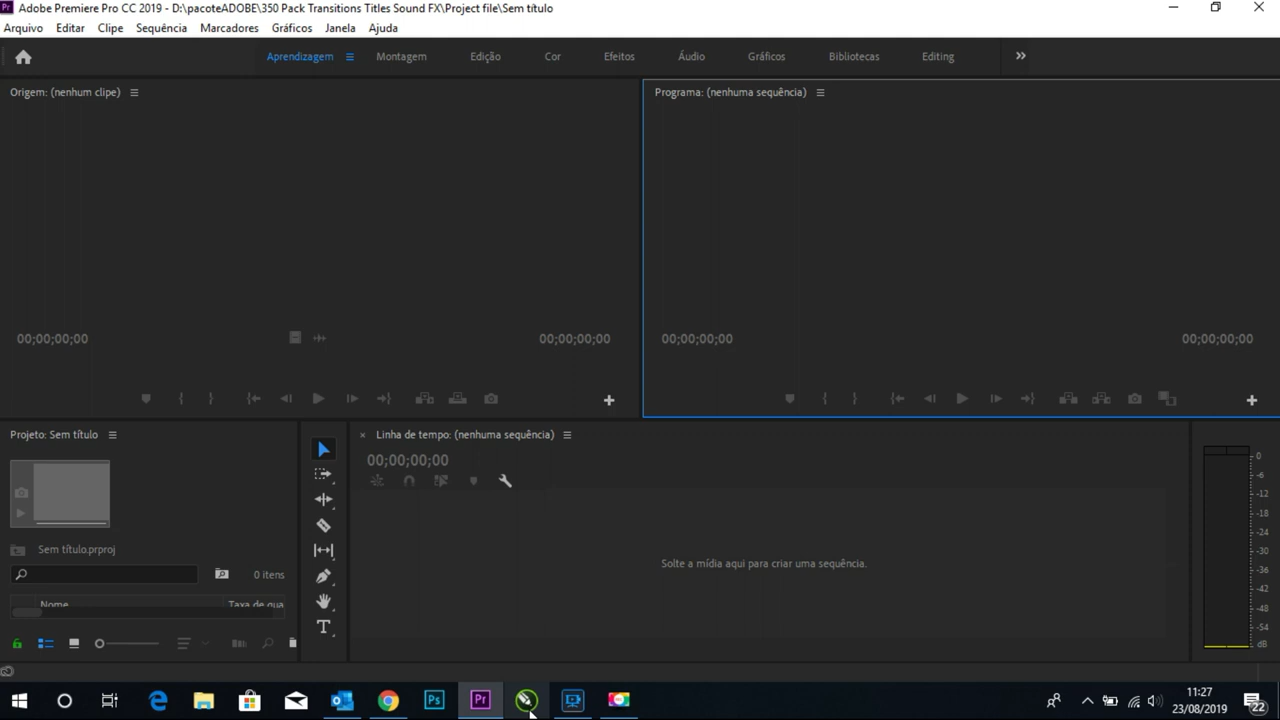 Adobe Premiere Pro CC 2019 - D:\pacoteADOBE\350 Pack Transitions Titles Sound FX\Project file\Sem título
Arquivo Editar Clipe Sequência Marcadores Gráficos Janela Ajuda
Aprendizagem Montagem Edição Cor Efeitos Áudio Gráficos Bibliotecas Editing
Origem: (nenhum clipe)
Programa: (nenhuma sequência)
00;00;00;00 00;00;00;00
00;00;00;00 00;00;00;00
Projeto: Sem título
Sem título.prproj
0 itens
Nome Taxa de qua
Linha de tempo: (nenhuma sequência)
00;00;00;00
Solte a mídia aqui para criar uma sequência.
0
-6
-12
-18
-24
-30
-36
-42
-48
-54
dB
Ps Pr
11:27
23/08/2019
22